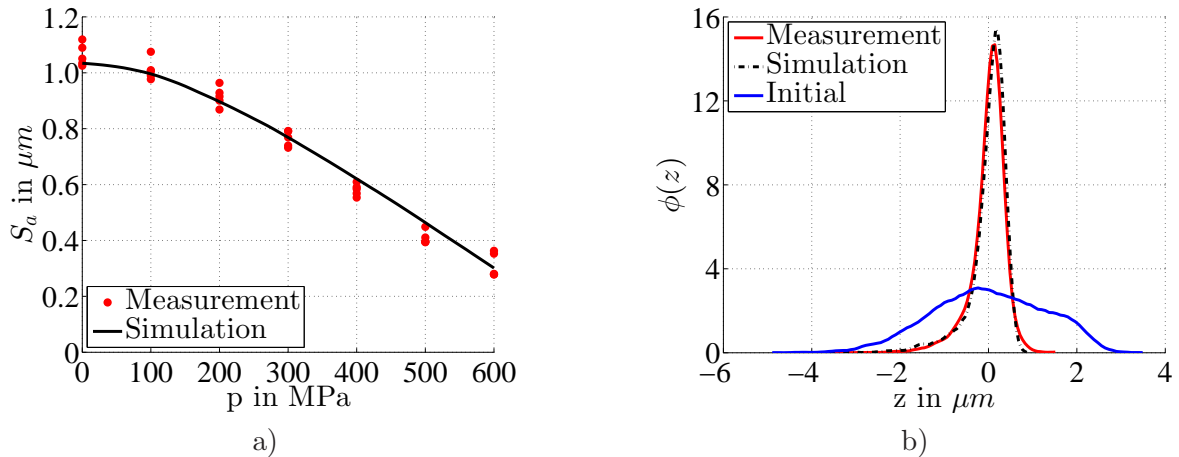 1.2
1.0
0.8
0.6
0.4
0.2
0
S_a in μm
Measurement
Simulation
0 100 200 300 400 500 600
p in MPa
a)
16
12
8
4
0
ϕ(z)
Measurement
Simulation
Initial
−6 −4 −2 0 2 4
z in μm
b)